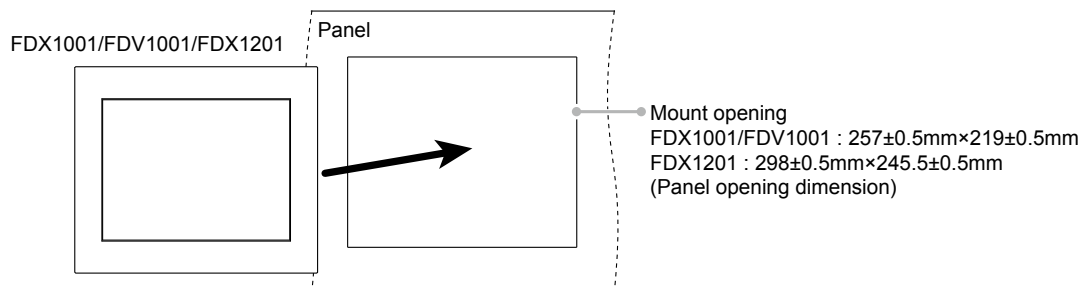 Panel
FDX1001/FDV1001/FDX1201
Mount opening
FDX1001/FDV1001 : 257±0.5mm×219±0.5mm
FDX1201 : 298±0.5mm×245.5±0.5mm
(Panel opening dimension)